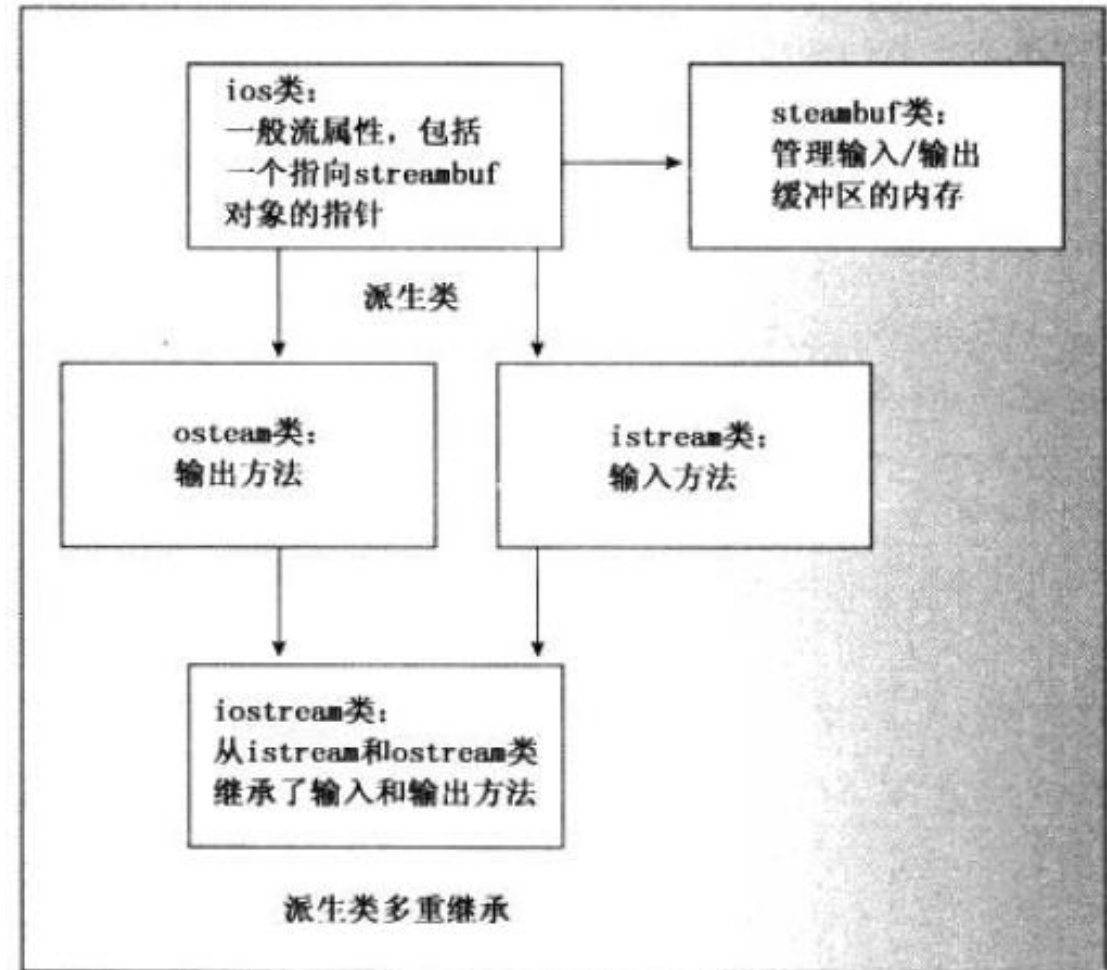 ios类：
一般流属性，包括
一个指向streambuf
对象的指针
steambuf类：
管理输入/输出
缓冲区的内存
派生类
osteam类：
输出方法
istream类：
输入方法
iostream类：
从istream和ostream类
继承了输入和输出方法
派生类多重继承